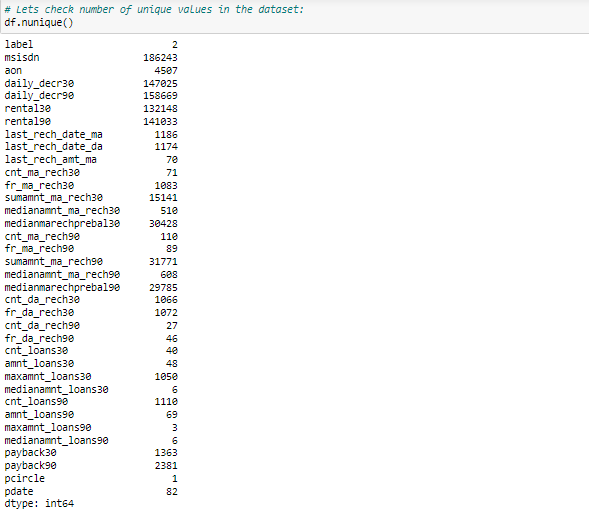 # Lets check number of unique values in the dataset:
df.nunique()
label 2
msisdn 186243
aon 4507
daily_decr30 147025
daily_decr90 158669
rental30 132148
rental90 141033
last_rech_date_ma 1186
last_rech_date_da 1174
last_rech_amt_ma 70
cnt_ma_rech30 71
fr_ma_rech30 1083
sumamnt_ma_rech30 15141
medianamnt_ma_rech30 510
medianmarechprebal30 30428
cnt_ma_rech90 110
fr_ma_rech90 89
sumamnt_ma_rech90 31771
medianamnt_ma_rech90 608
medianmarechprebal90 29785
cnt_da_rech30 1066
fr_da_rech30 1072
cnt_da_rech90 27
fr_da_rech90 46
cnt_loans30 40
amnt_loans30 48
maxamnt_loans30 1050
medianamnt_loans30 6
cnt_loans90 1110
amnt_loans90 69
maxamnt_loans90 3
medianamnt_loans90 6
payback30 1363
payback90 2381
pcircle 1
pdate 82
dtype: int64